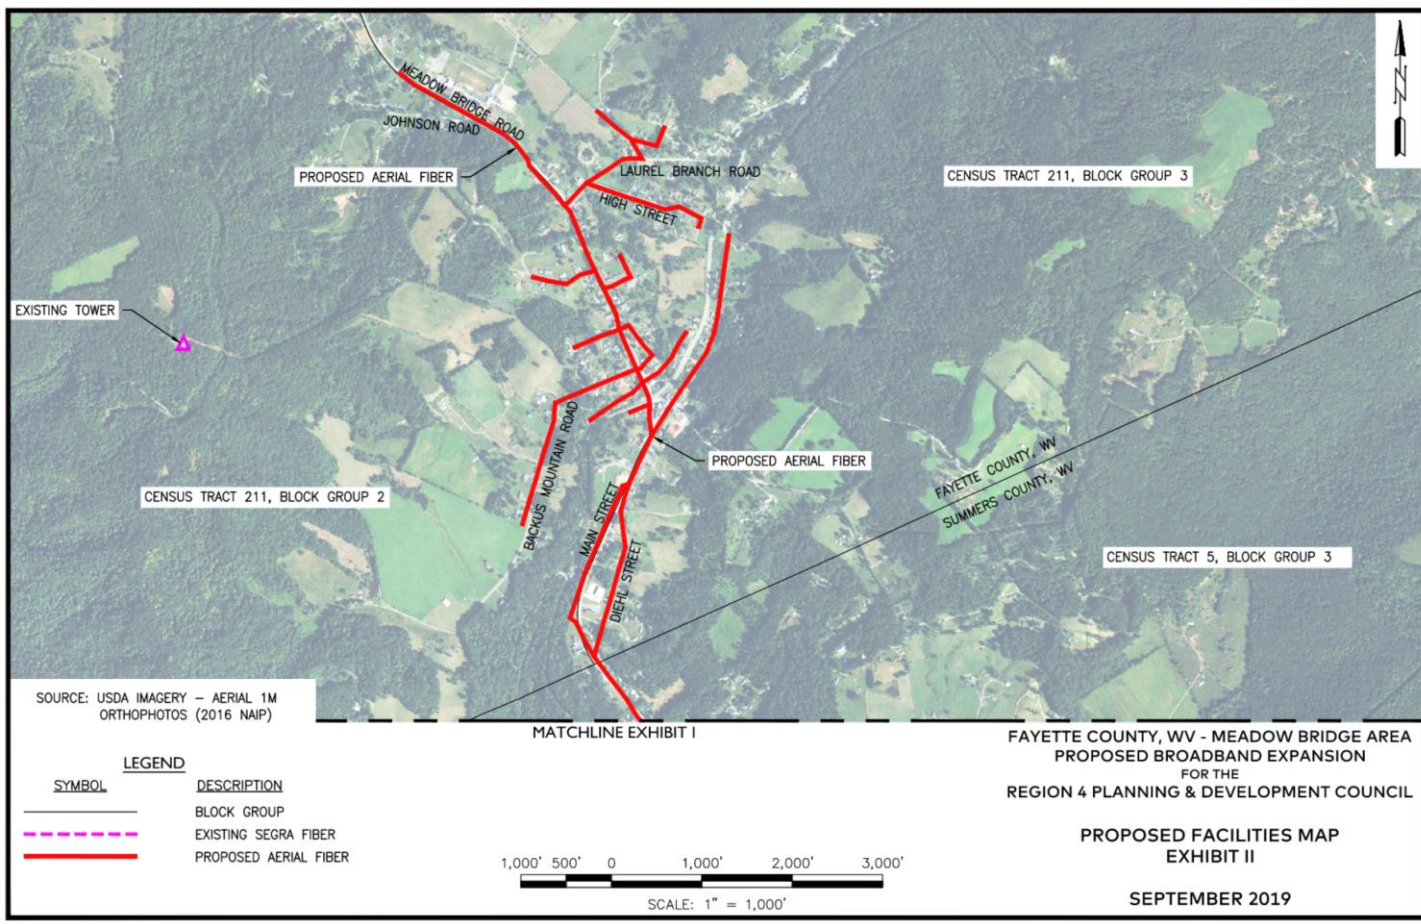 MEADOW BRIDGE ROAD
JOHNSON ROAD
PROPOSED AERIAL FIBER
LAUREL BRANCH ROAD
CENSUS TRACT 211, BLOCK GROUP 3
HIGH STREET
N
EXISTING TOWER
BACKUS MOUNTAIN ROAD
PROPOSED AERIAL FIBER
FAYETTE COUNTY, WV
SUMMERS COUNTY, WV
CENSUS TRACT 211, BLOCK GROUP 2
MAIN STREET
DIEHL STREET
CENSUS TRACT 5, BLOCK GROUP 3
SOURCE: USDA IMAGERY – AERIAL 1M
ORTHOPHOTOS (2016 NAIP)
MATCHLINE EXHIBIT I
LEGEND
SYMBOL DESCRIPTION
BLOCK GROUP
EXISTING SEGRA FIBER
PROPOSED AERIAL FIBER
1,000' 500' 0 1,000' 2,000' 3,000'
SCALE: 1" = 1,000'
FAYETTE COUNTY, WV - MEADOW BRIDGE AREA
PROPOSED BROADBAND EXPANSION
FOR THE
REGION 4 PLANNING & DEVELOPMENT COUNCIL
PROPOSED FACILITIES MAP
EXHIBIT II
SEPTEMBER 2019